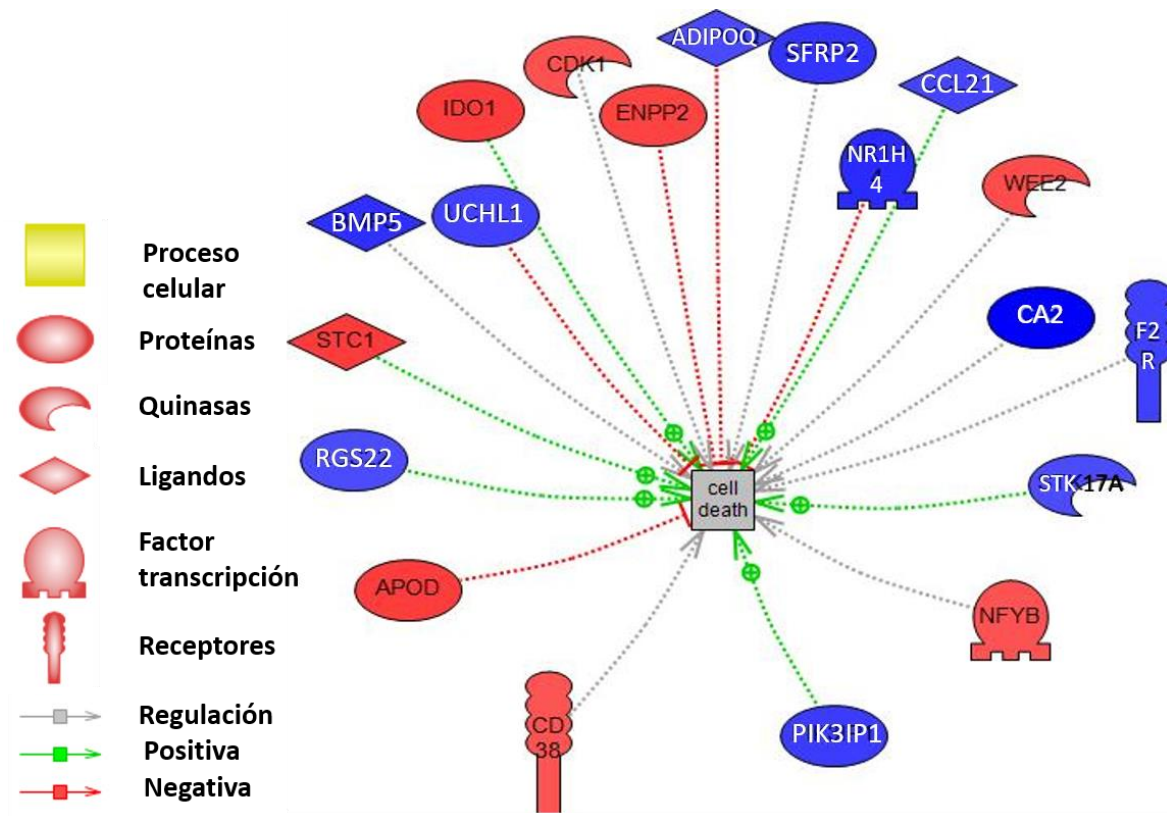 ADIPOQ
SFRP2
CDK1
CCL21
IDO1
ENPP2
NR1H
4
WEE2
BMP5
UCHL1
Proceso
celular
CA2
F2
R
Proteínas
STC1
Quinasas
RGS22
Ligandos
STK17A
cell
death
Factor
transcripción
APOD
NFYB
Receptores
Regulación
CD
38
PIK3IP1
Positiva
Negativa